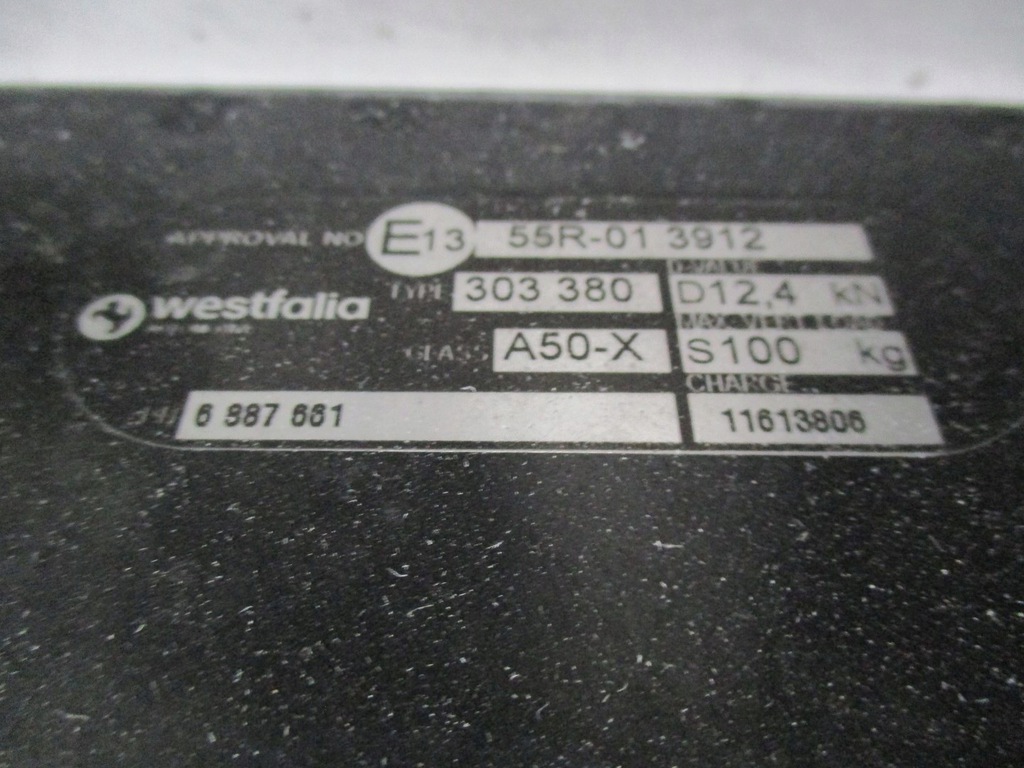 APPROVAL NO E13 55R-01 3912
D-VALUE
TYPE 303 380 D12,4 kN
westfalia MAX. VERT. LOAD
CLASS A50-X S100 kg
CHARGE
6 987 661 11613806